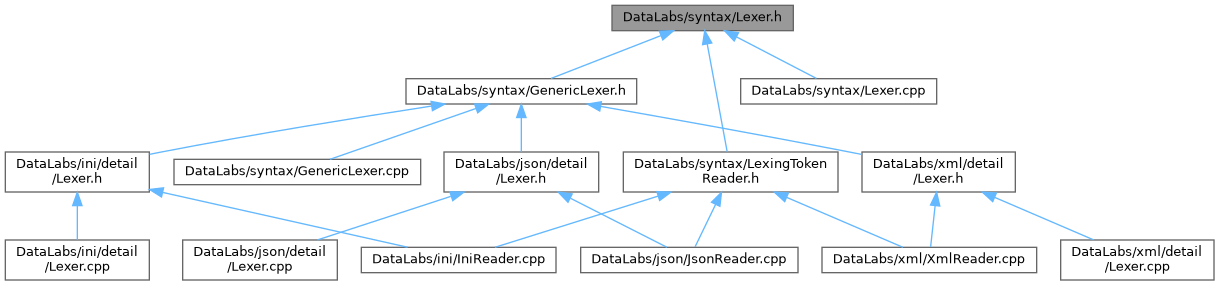 DataLabs/syntax/Lexer.h
DataLabs/syntax/GenericLexer.h
DataLabs/syntax/Lexer.cpp
DataLabs/ini/detail
/Lexer.h
DataLabs/syntax/GenericLexer.cpp
DataLabs/json/detail
/Lexer.h
DataLabs/syntax/LexingToken
Reader.h
DataLabs/xml/detail
/Lexer.h
DataLabs/ini/detail
/Lexer.cpp
DataLabs/json/detail
/Lexer.cpp
DataLabs/ini/IniReader.cpp
DataLabs/json/JsonReader.cpp
DataLabs/xml/XmlReader.cpp
DataLabs/xml/detail
/Lexer.cpp